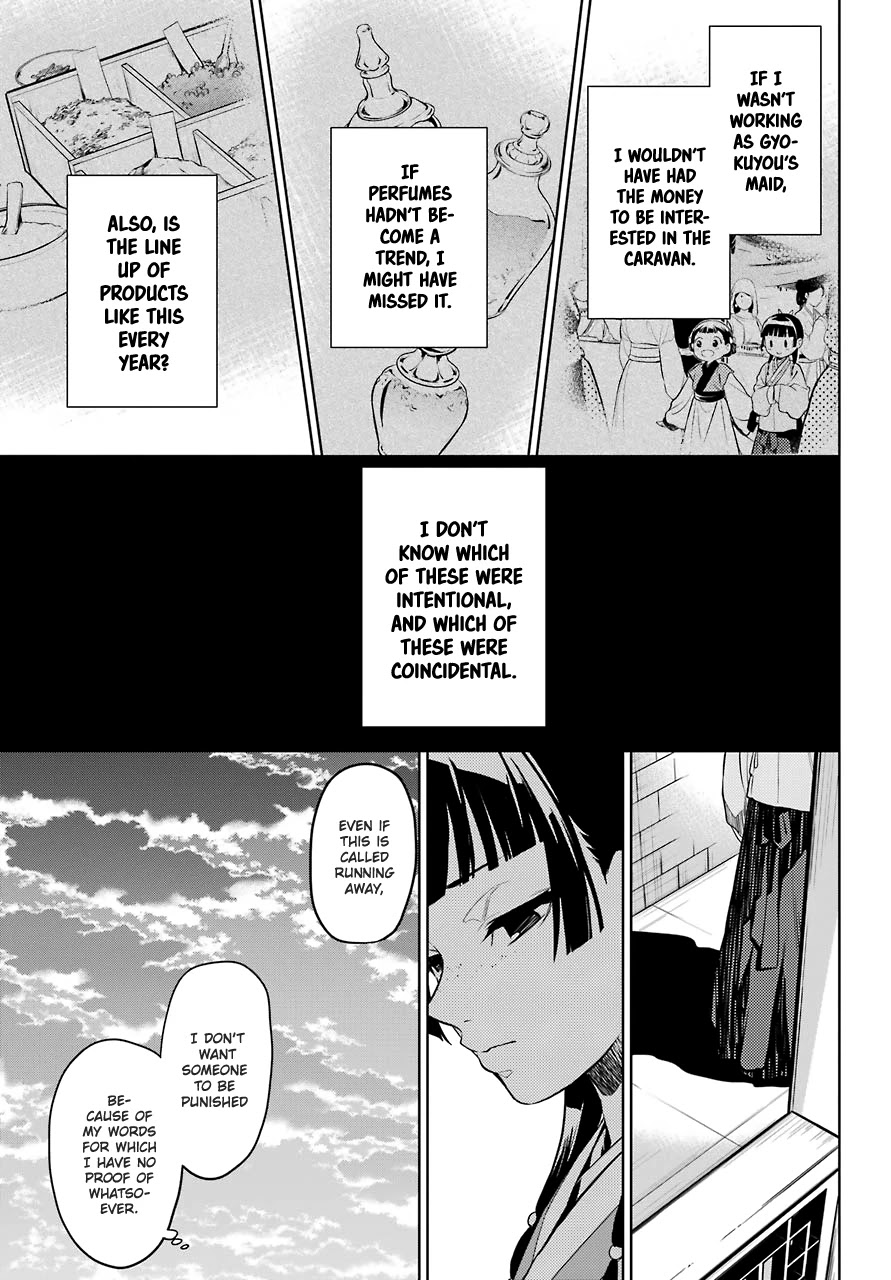 IF I
WASN'T
WORKING
AS GYO-
KUYOU'S
MAID,
I WOULDN'T
HAVE HAD
THE MONEY
TO BE INTER-
ESTED IN THE
CARAVAN.
IF
PERFUMES
HADN'T BE-
COME A
TREND, I
MIGHT HAVE
MISSED IT.
ALSO, IS
THE LINE
UP OF
PRODUCTS
LIKE THIS
EVERY
YEAR?
I DON'T
KNOW WHICH
OF THESE WERE
INTENTIONAL,
AND WHICH OF
THESE WERE
COINCIDENTAL.
EVEN IF
THIS IS
CALLED
RUNNING
AWAY,
I DON'T
WANT
SOMEONE
TO BE
PUNISHED
BE-
CAUSE OF
MY WORDS
FOR WHICH
I HAVE NO
PROOF OF
WHATSO-
EVER.